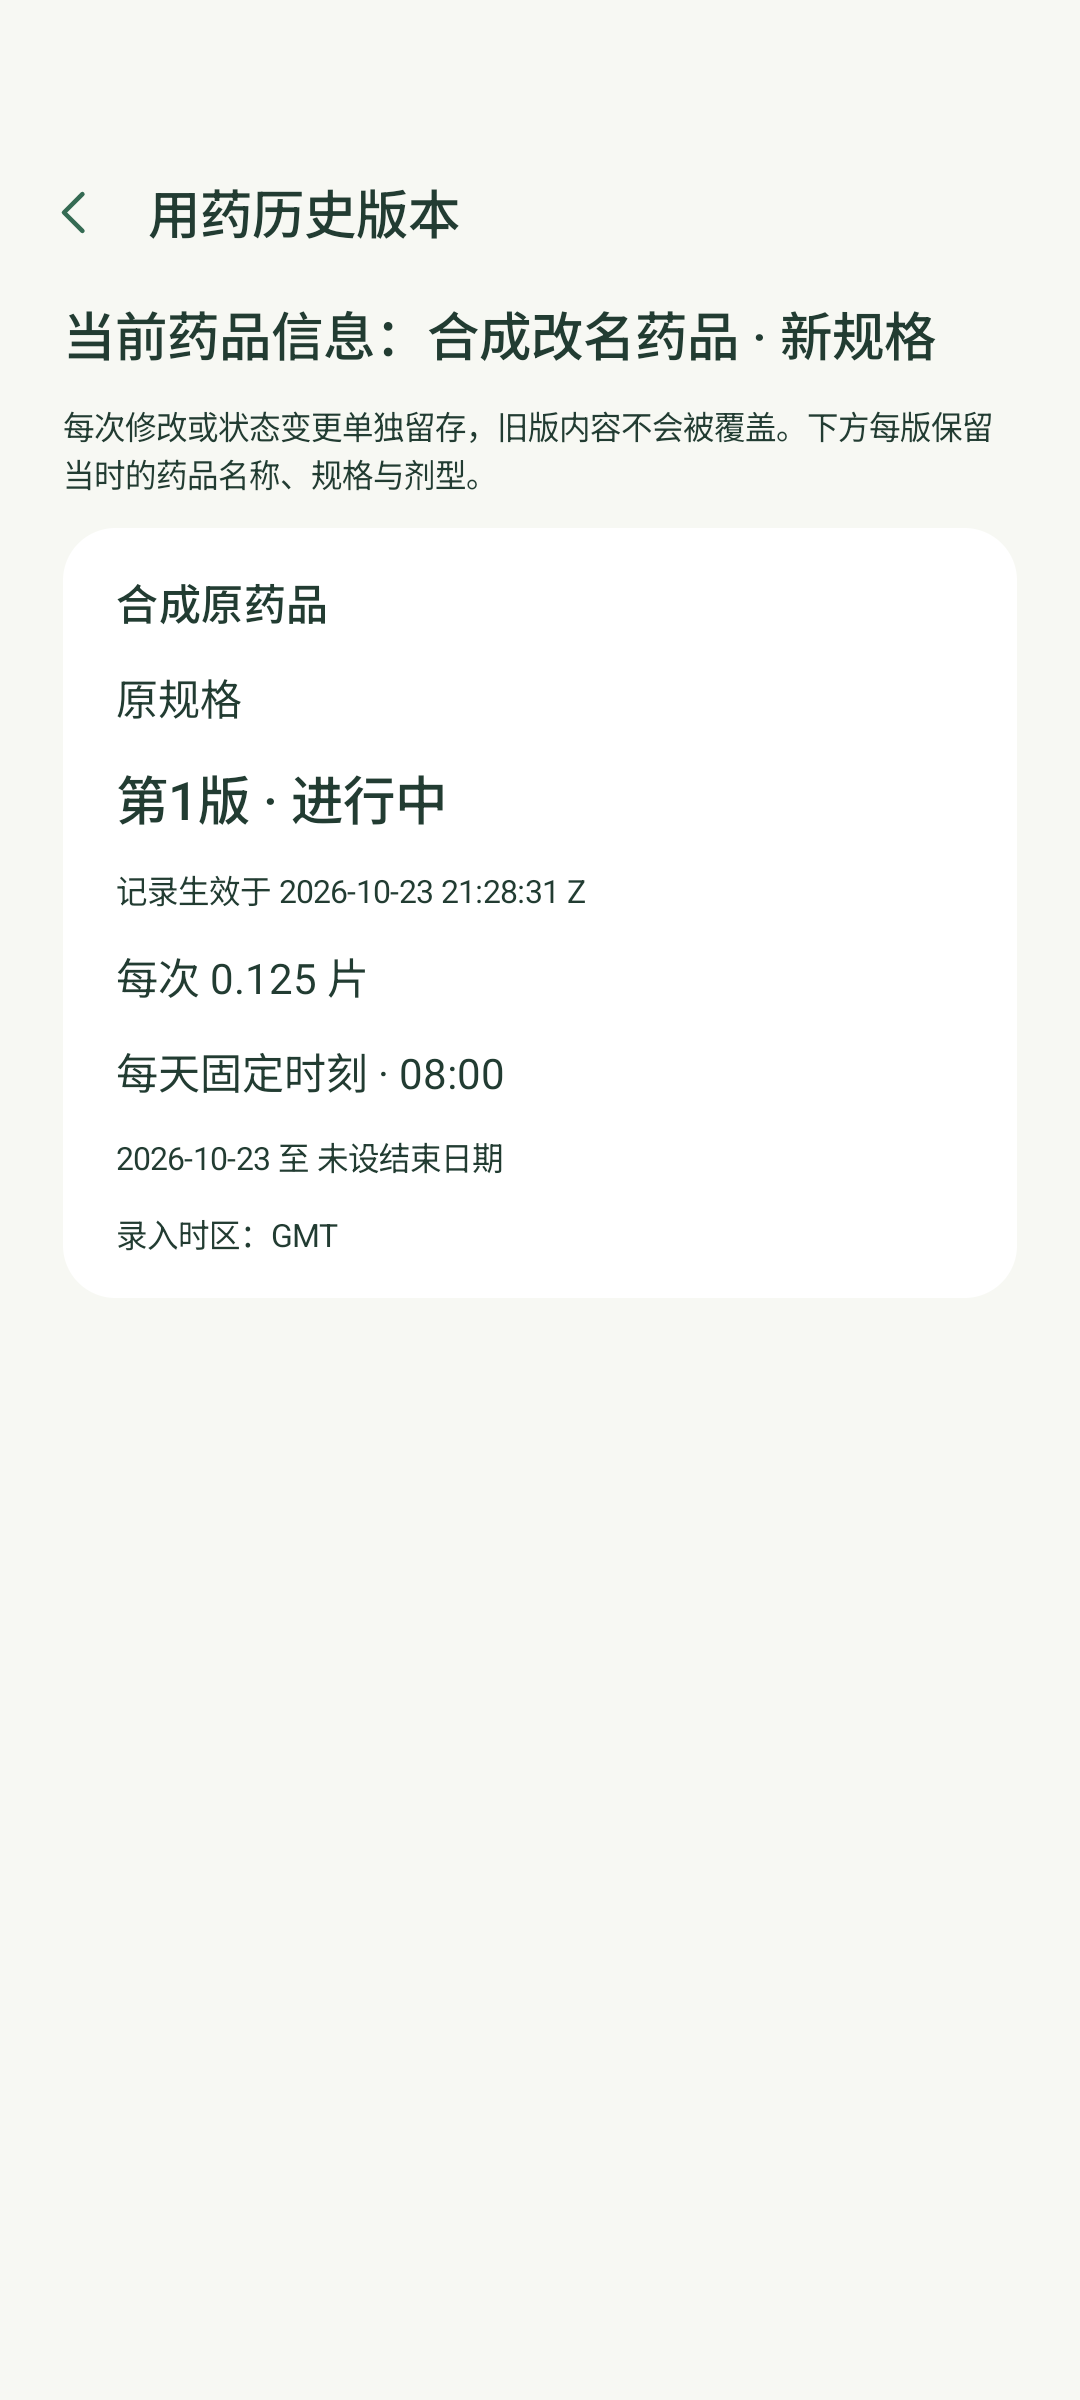 用药历史版本
当前药品信息：合成改名药品 · 新规格
每次修改或状态变更单独留存，旧版内容不会被覆盖。下方每版保留
当时的药品名称、规格与剂型。
合成原药品
原规格
第1版 · 进行中
记录生效于 2026-10-23 21:28:31 Z
每次 0.125 片
每天固定时刻 · 08:00
2026-10-23 至 未设结束日期
录入时区：GMT